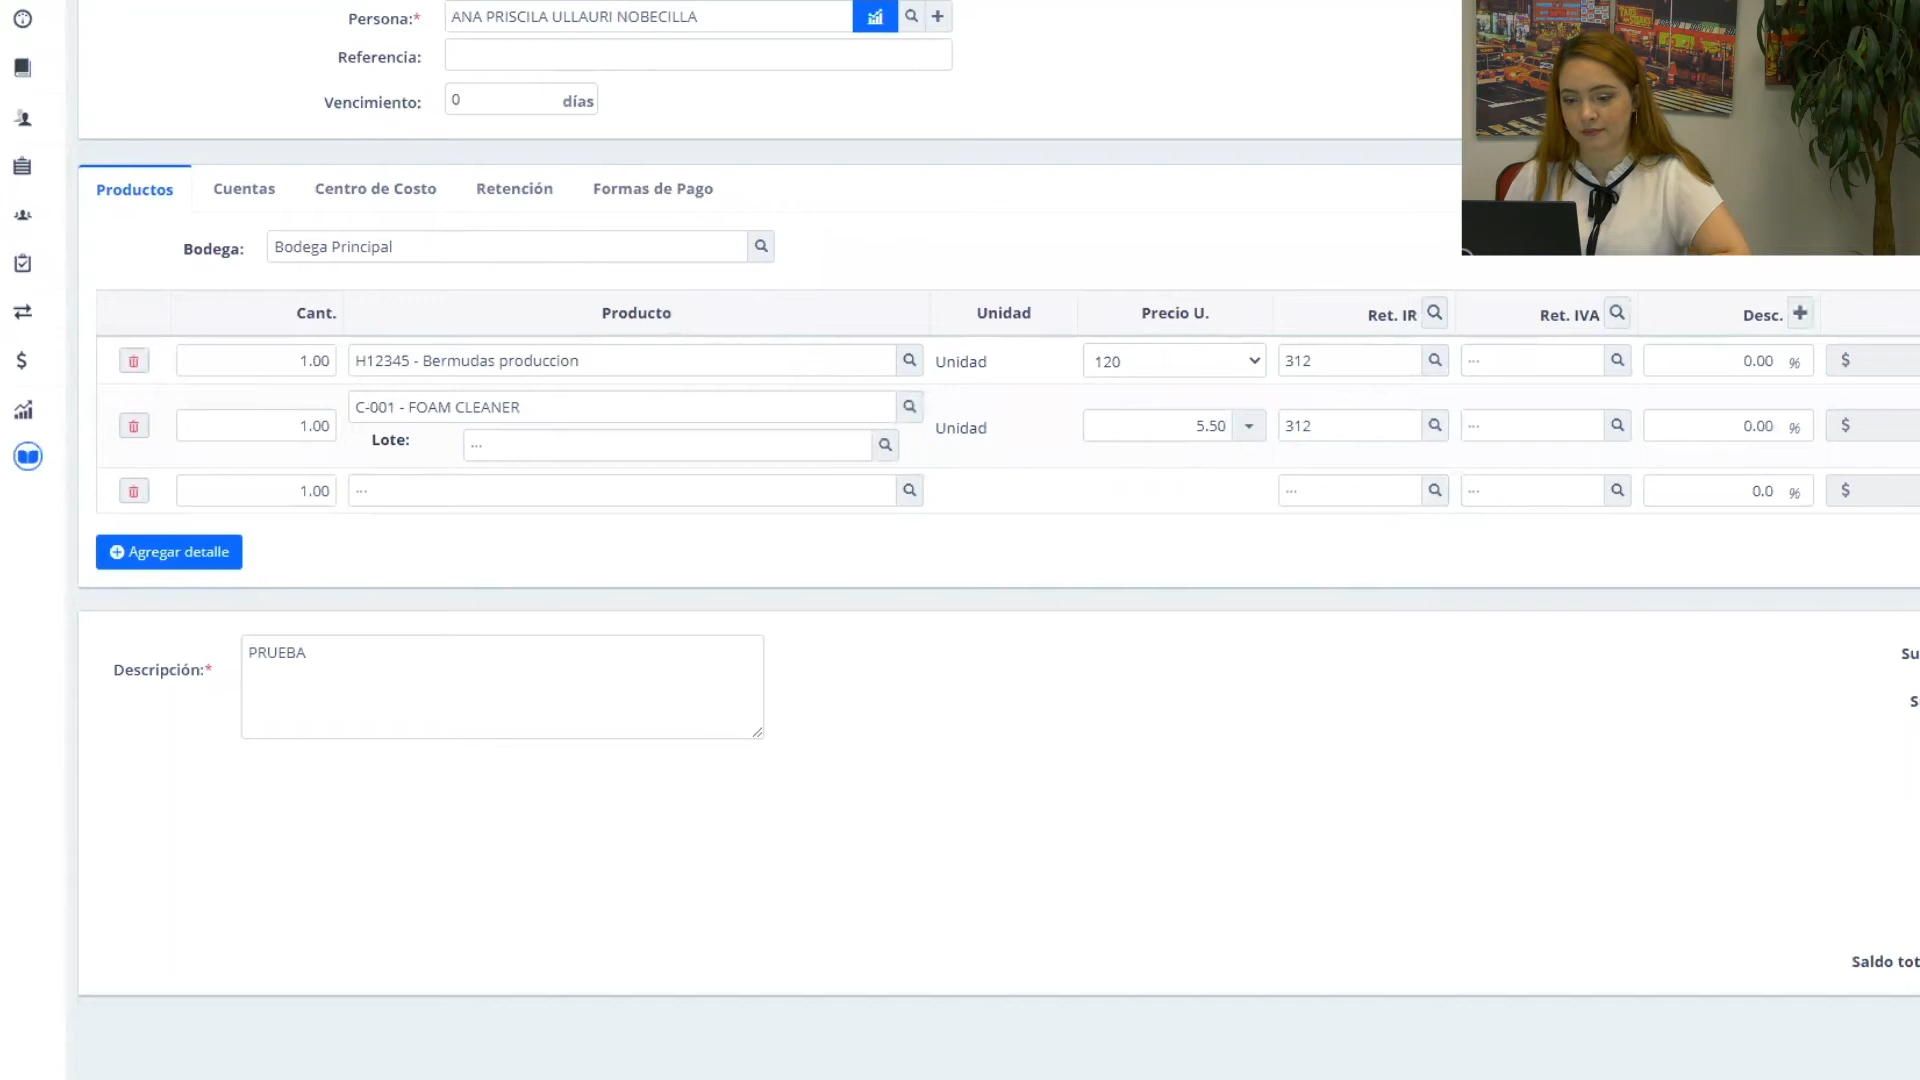 Persona:* ANA PRISCILA ULLAURI NOBECILLA
Referencia:
Vencimiento: 0 días
Productos Cuentas Centro de Costo Retención Formas de Pago
Bodega: Bodega Principal
Cant. Producto Unidad Precio U. Ret. IR Ret. IVA Desc.
1.00 H12345 - Bermudas produccion Unidad 120 312 ... 0.00 % $
C-001 - FOAM CLEANER
1.00 Unidad 5.50 312 ... 0.00 % $
Lote: ...
1.00 ... ... ... 0.0 % $
Agregar detalle
Descripción:* PRUEBA
Su
S
Saldo tot